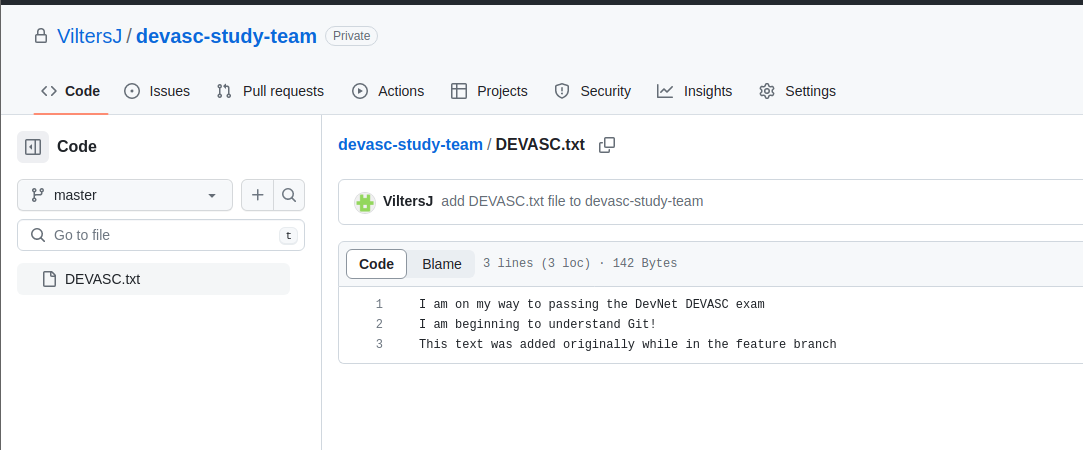 ViltersJ / devasc-study-team Private
Code Issues Pull requests Actions Projects Security Insights Settings
Code
master
Go to file t
DEVASC.txt
devasc-study-team / DEVASC.txt
ViltersJ add DEVASC.txt file to devasc-study-team
Code Blame 3 lines (3 loc) · 142 Bytes
1 I am on my way to passing the DevNet DEVASC exam
2 I am beginning to understand Git!
3 This text was added originally while in the feature branch